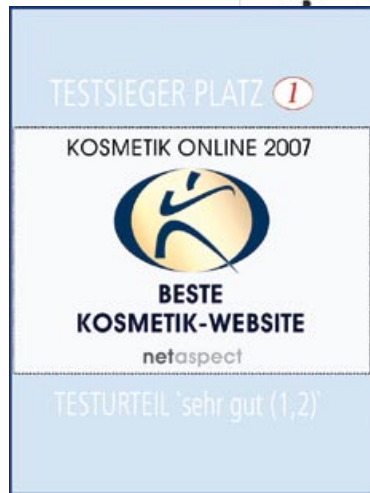 TESTSIEGER PLATZ 1
KOSMETIK ONLINE 2007
BESTE
KOSMETIK-WEBSITE
netaspect
TESTURTEIL `sehr gut (1,2)`